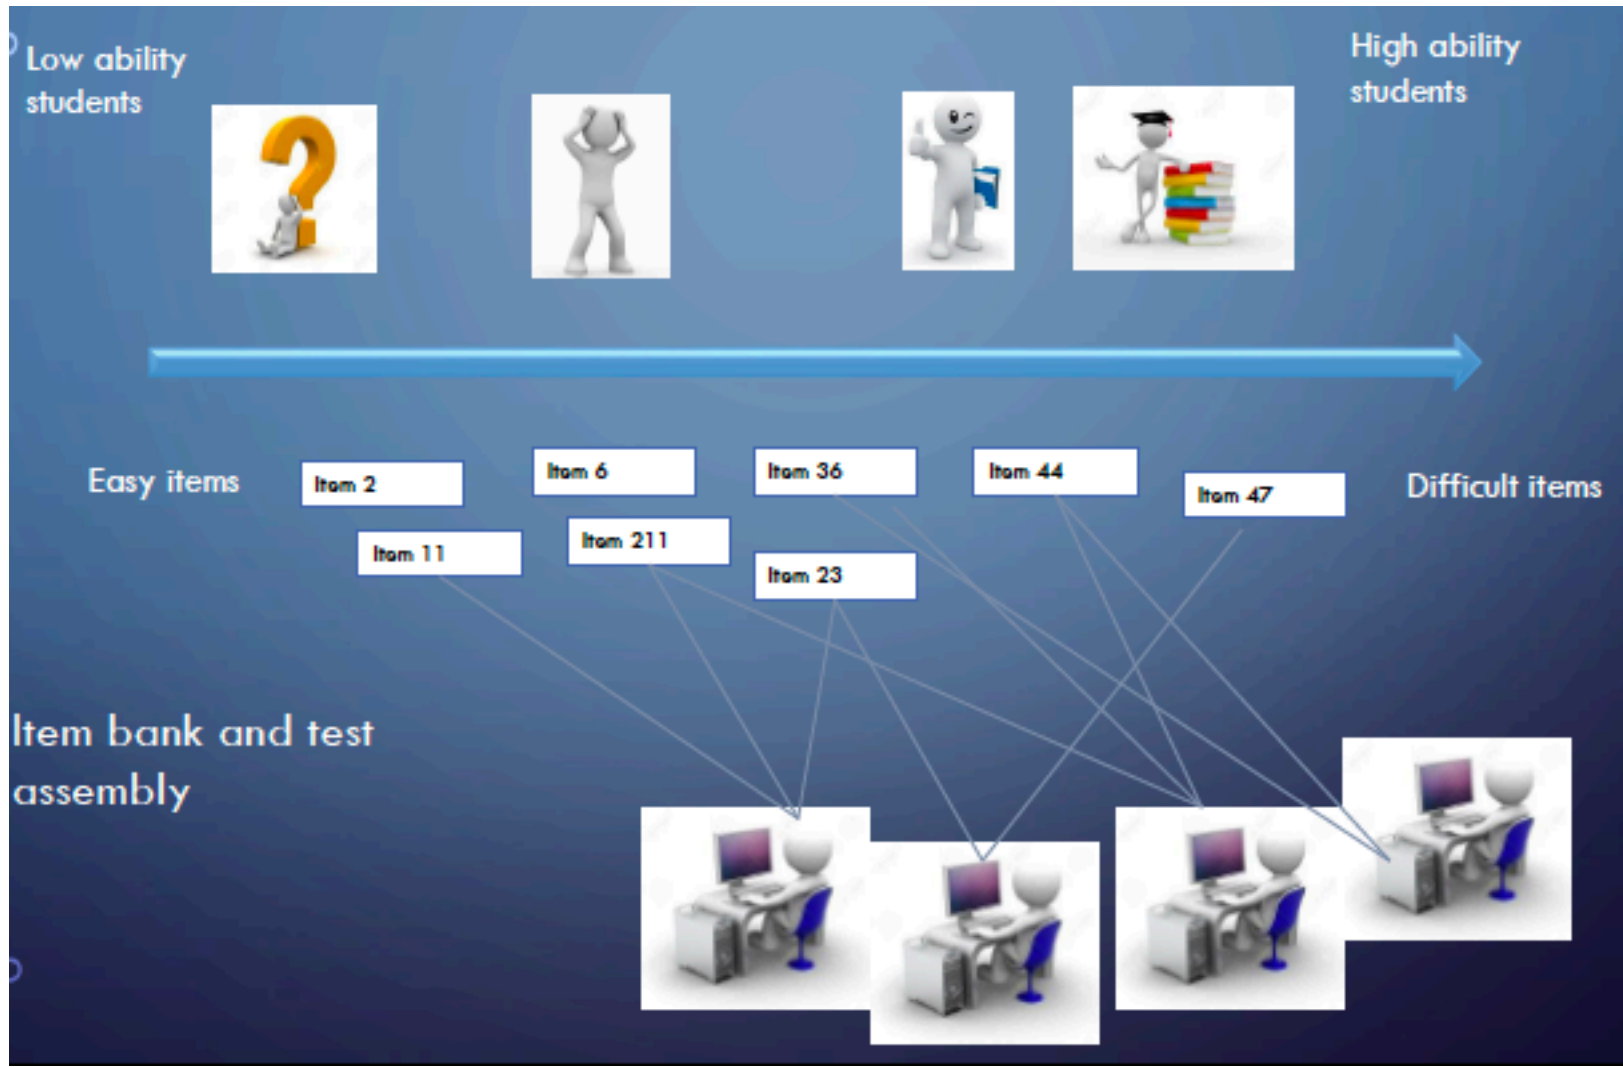 Low ability
students
High ability
students
Easy items
Item 2
Item 6
Item 36
Item 44
Item 47
Difficult items
Item 11
Item 211
Item 23
Item bank and test
assembly